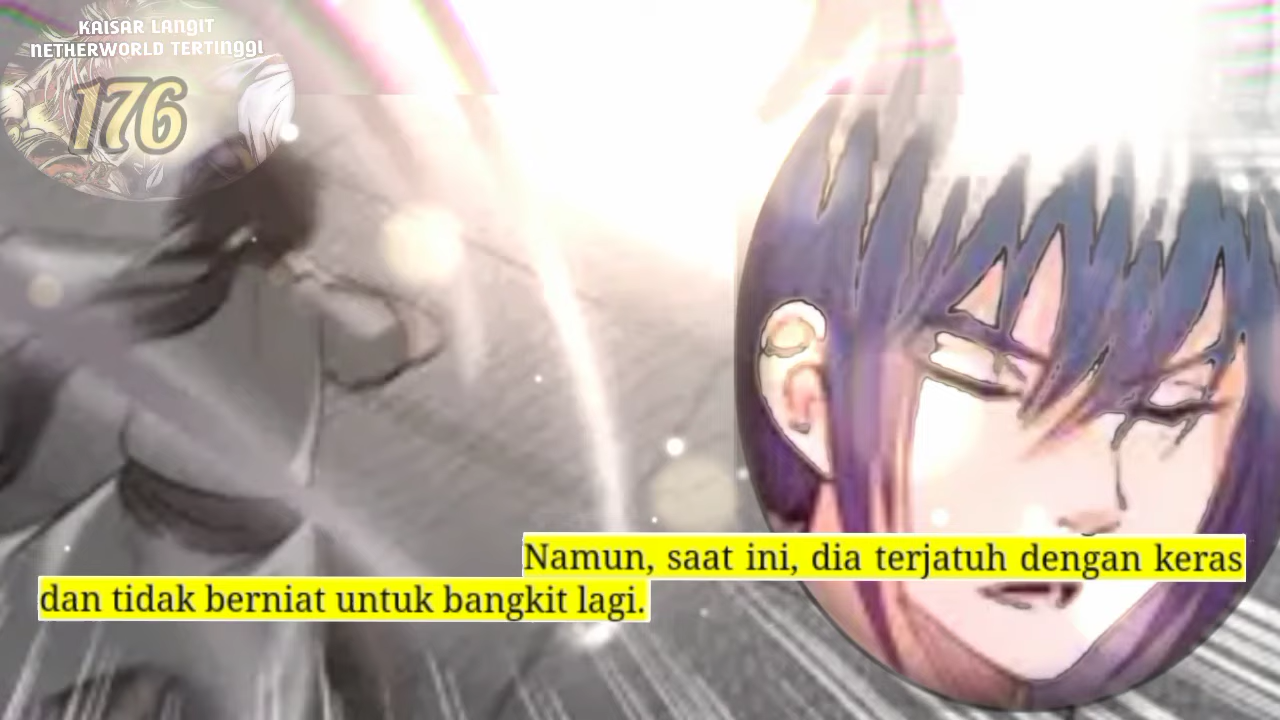 KAISAR LANGIT
NETHERWORLD TERTINGGI
176
Namun, saat ini, dia terjatuh dengan keras
dan tidak berniat untuk bangkit lagi.